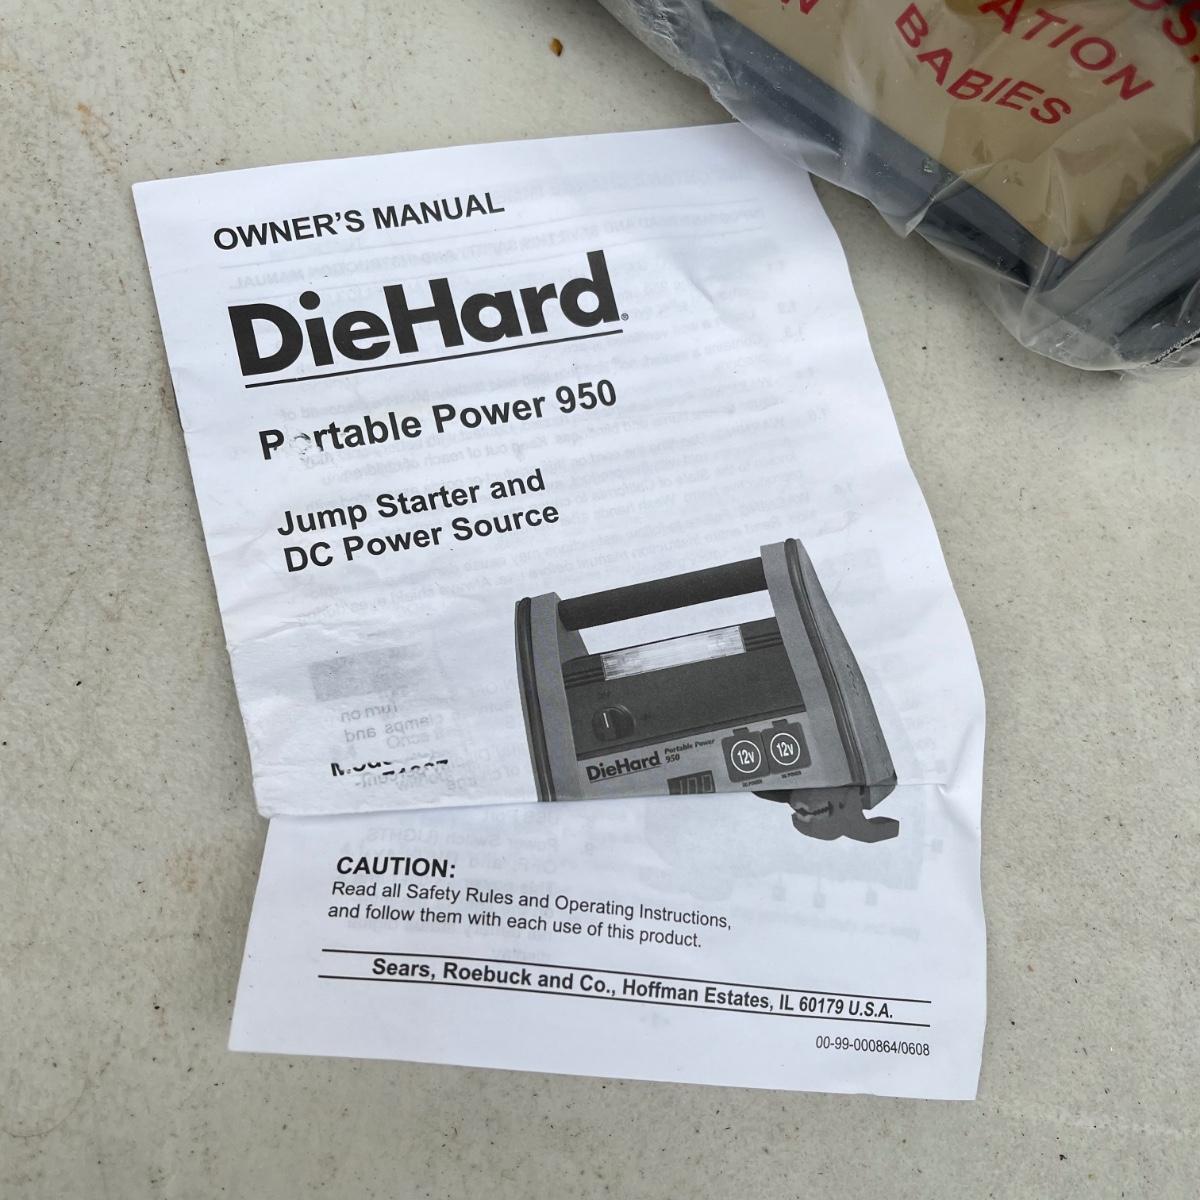 ATION
BABIES
OWNER'S MANUAL
DieHard®
Portable Power 950
Jump Starter and
DC Power Source
12v 12v
DieHard Portable Power
950
CAUTION:
Read all Safety Rules and Operating Instructions,
and follow them with each use of this product.
Sears, Roebuck and Co., Hoffman Estates, IL 60179 U.S.A.
00-99-000864/0608